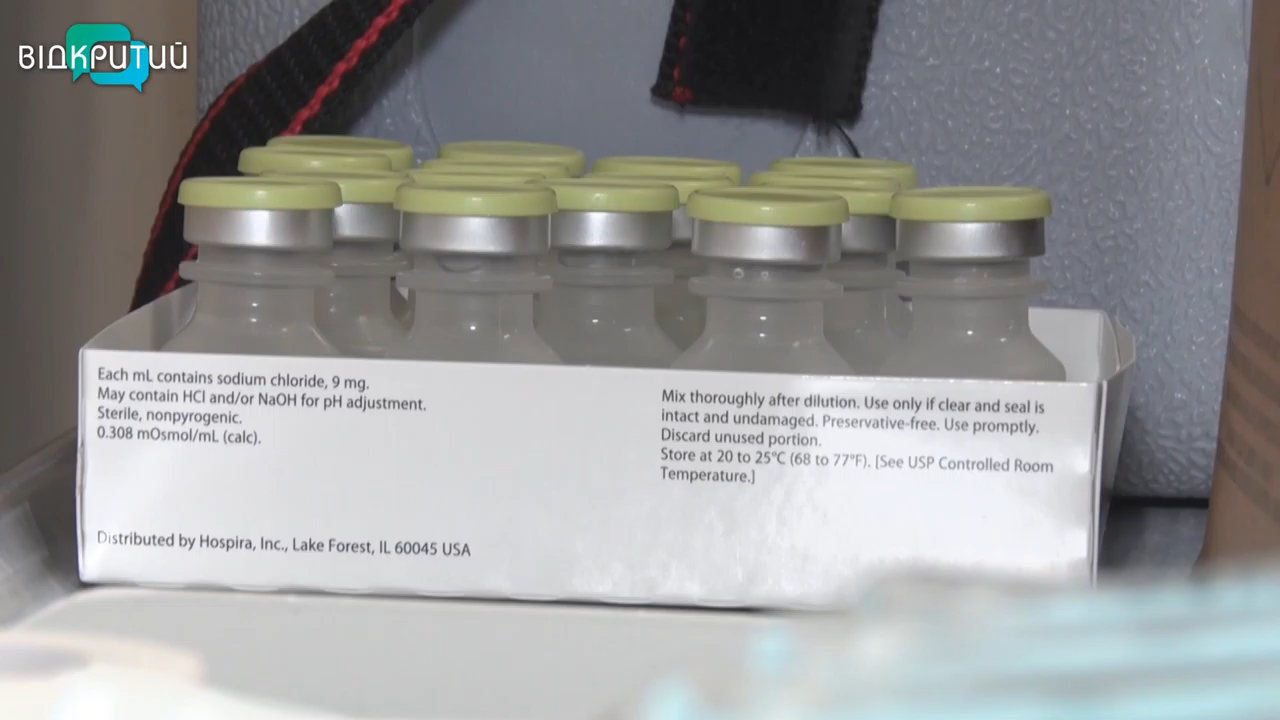 ВІДКРИТИЙ
Each mL contains sodium chloride, 9 mg.
May contain HCl and/or NaOH for pH adjustment.
Sterile, nonpyrogenic.
0.308 mOsmol/mL (calc).
Distributed by Hospira, Inc., Lake Forest, IL 60045 USA
Mix thoroughly after dilution. Use only if clear and seal is
intact and undamaged. Preservative-free. Use promptly.
Discard unused portion.
Store at 20 to 25°C (68 to 77°F). [See USP Controlled Room
Temperature.]